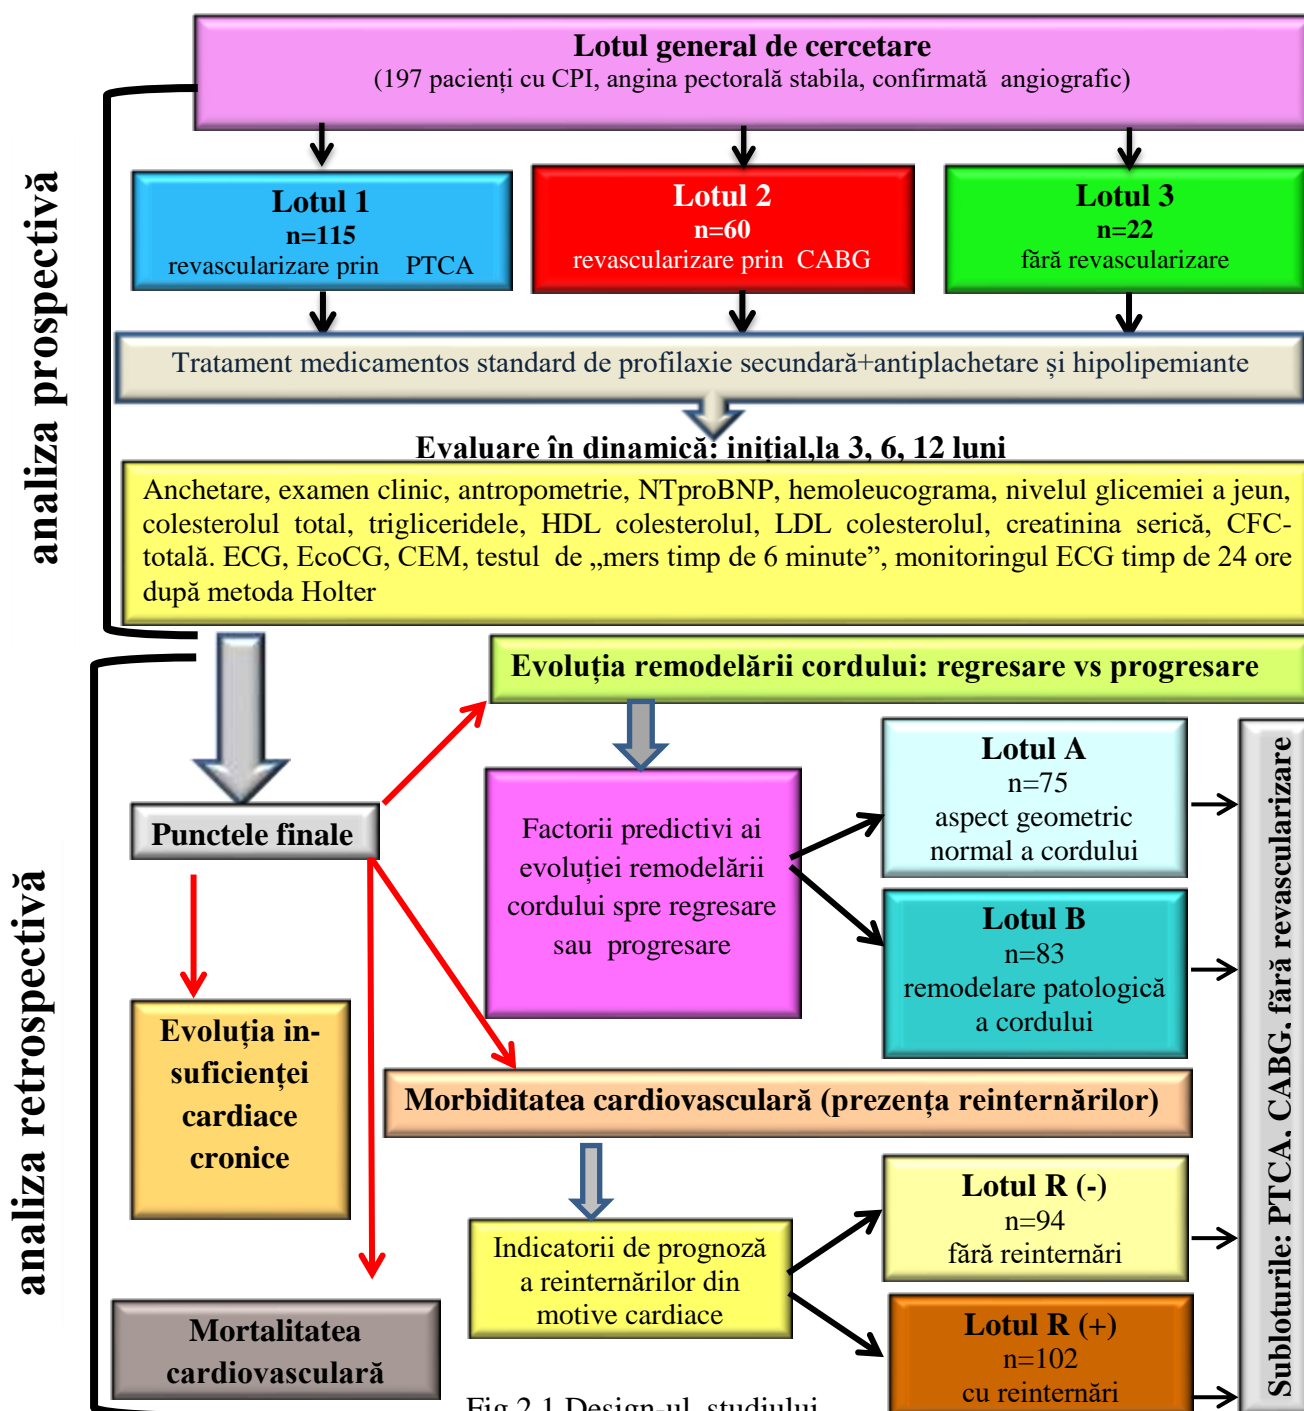 Lotul general de cercetare
(197 pacienți cu CPI, angina pectorală stabila, confirmată angiografic)
analiza prospectivă
Lotul 1
n=115
revascularizare prin PTCA
Lotul 2
n=60
revascularizare prin CABG
Lotul 3
n=22
fără revascularizare
Tratament medicamentos standard de profilaxie secundară+antiplachetare și hipolipemiante
Evaluare în dinamică: inițial,la 3, 6, 12 luni
Anchetare, examen clinic, antropometrie, NTproBNP, hemoleucograma, nivelul glicemiei a jeun,
colesterolul total, trigliceridele, HDL colesterolul, LDL colesterolul, creatinina serică, CFC-
totală. ECG, EcoCG, CEM, testul de „mers timp de 6 minute”, monitoringul ECG timp de 24 ore
după metoda Holter
analiza retrospectivă
Evoluția remodelării cordului: regresare vs progresare
Punctele finale
Factorii predictivi ai
evoluției remodelării
cordului spre regresare
sau progresare
Lotul A
n=75
aspect geometric
normal a cordului
Lotul B
n=83
remodelare patologică
a cordului
Subloturile: PTCA, CABG, fără revascularizare
Evoluția in-
suficienței
cardiace
cronice
Morbiditatea cardiovasculară (prezența reinternărilor)
Indicatorii de prognoză
a reinternărilor din
motive cardiace
Lotul R (-)
n=94
fără reinternări
Lotul R (+)
n=102
cu reinternări
Mortalitatea
cardiovasculară
Fig.2.1 Design-ul studiului